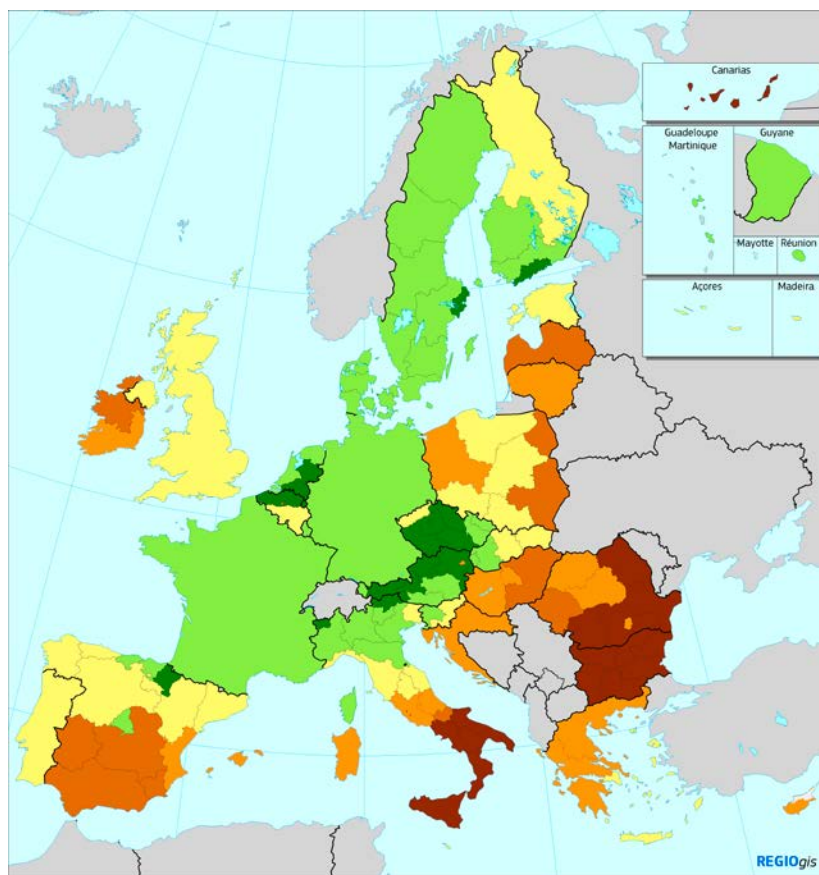 Canarias
Guadeloupe
Martinique
Guyane
Mayotte
Réunion
Açores
Madeira
REGIOgis